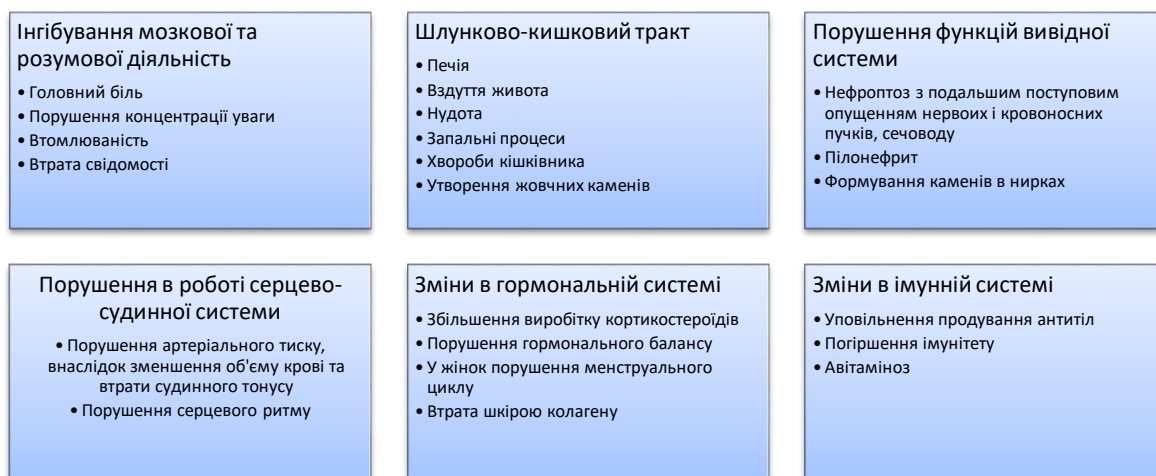 Інгібування мозкової та
розумової діяльність
• Головний біль
• Порушення концентрації уваги
• Втомлюваність
• Втрата свідомості
Шлунково-кишковий тракт
• Печія
• Вздуття живота
• Нудота
• Запальні процеси
• Хвороби кішківника
• Утворення жовчних каменів
Порушення функцій вивідної
системи
• Нефроптоз з подальшим поступовим
опущенням нервоих і кровоносних
пучків, сечоводу
• Пілонефрит
• Формування каменів в нирках
Порушення в роботі серцево-
судинної системи
• Порушення артеріального тиску,
внаслідок зменшення об'єму крові та
втрати судинного тонусу
• Порушення серцевого ритму
Зміни в гормональній системі
• Збільшення виробітку кортикостероїдів
• Порушення гормонального балансу
• У жінок порушення менструального
циклу
• Втрата шкірою колагену
Зміни в імунній системі
• Уповільнення продування антитіл
• Погіршення імунітету
• Авітаміноз